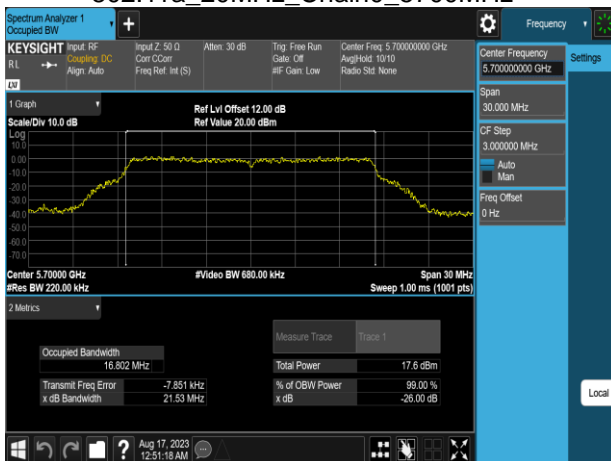 802.11a_20MHz_Chain0_5700MHz
Spectrum Analyzer 1
Occupied BW
+
Frequency
KEYSIGHT
RL
Input: RF
Coupling: DC
Align: Auto
Input Z: 50 Ω
Corr CCorr
Freq Ref: Int (S)
Atten: 30 dB
Trig: Free Run
Gate: Off
#IF Gain: Low
Center Freq: 5.700000000 GHz
Avg|Hold: 10/10
Radio Std: None
LXI
Center Frequency
5.700000000 GHz
Settings
Span
30.000 MHz
CF Step
3.000000 MHz
Auto
Man
Freq Offset
0 Hz
1 Graph
Scale/Div 10.0 dB
Ref Lvl Offset 12.00 dB
Ref Value 20.00 dBm
Log
10.0
0.00
-10.0
-20.0
-30.0
-40.0
-50.0
-60.0
-70.0
Center 5.70000 GHz
#Res BW 220.00 kHz
#Video BW 680.00 kHz
Span 30 MHz
Sweep 1.00 ms (1001 pts)
2 Metrics
Measure Trace
Trace 1
Occupied Bandwidth
16.802 MHz
Total Power
17.6 dBm
Transmit Freq Error
-7.851 kHz
% of OBW Power
99.00 %
x dB Bandwidth
21.53 MHz
x dB
-26.00 dB
Local
?
Aug 17, 2023
12:51:18 AM